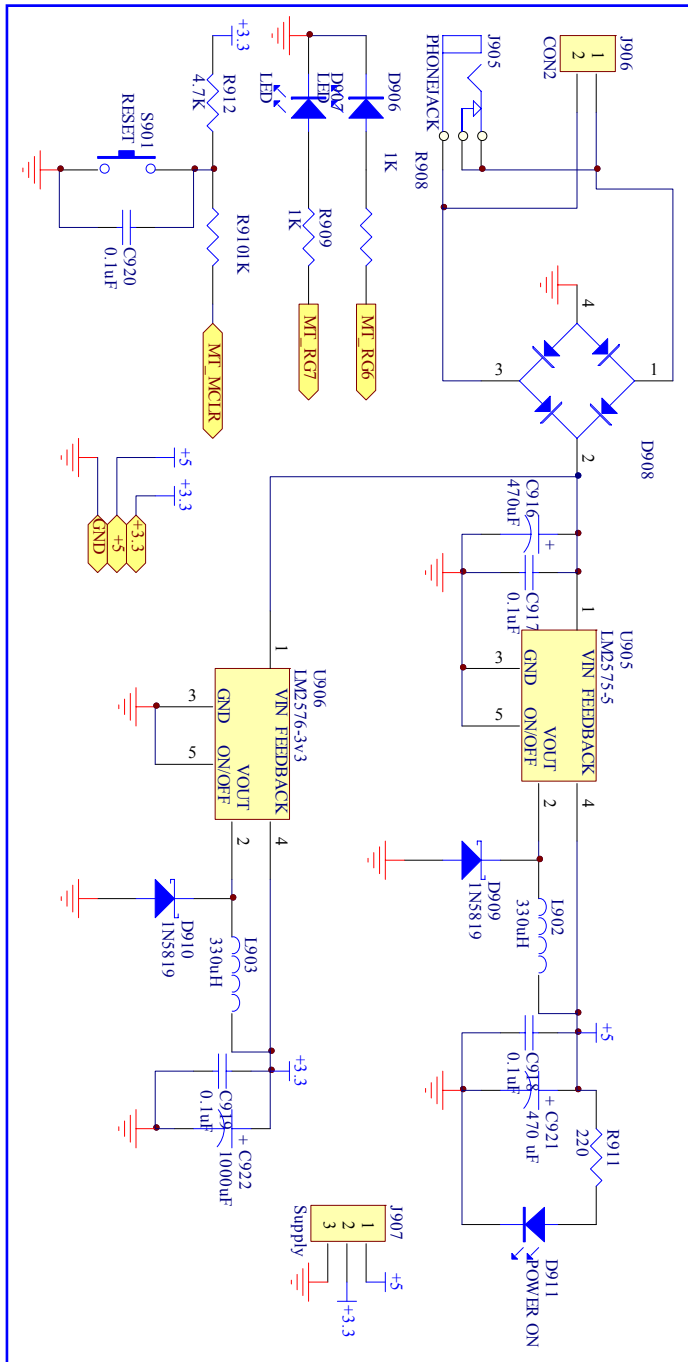 J906
CON2
1
2
J905
PHONEJACK
D906
1K
R908
MT_RG6
D907
LED
LED
R909
1K
MT_RG7
+3.3
R912
4.7K
S901
RESET
C920
0.1uF
R910
1K
MT_MCLR
+5
+3.3
GND
+5
+3.3
D908
1
2
3
4
C916
470uF
+
C917
0.1uF
U905
LM2575-5
VIN
FEEDBACK
GND
ON/OFF
VOUT
1
3
5
2
4
D909
1N5819
L902
330uH
+5
C918
0.1uF
+
C921
470 uF
R911
220
D911
POWER ON
U906
LM2576-3v3
VIN
FEEDBACK
GND
ON/OFF
VOUT
1
3
5
2
4
D910
1N5819
L903
330uH
+3.3
C919
0.1uF
+
C922
1000uF
J907
1
2
3
Supply
+5
+3.3